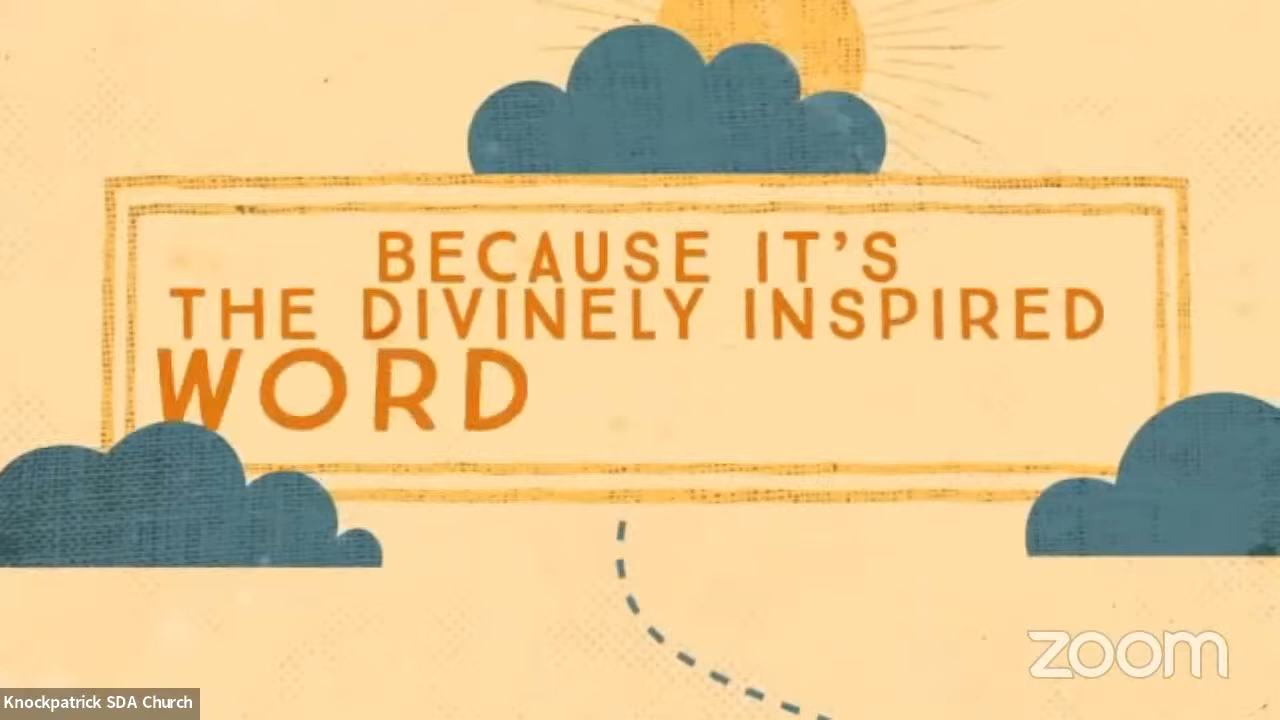 BECAUSE IT'S
THE DIVINELY INSPIRED
WORD
zoom
Knockpatrick SDA Church